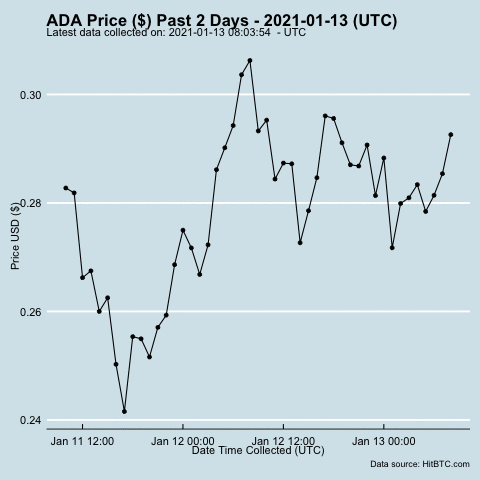 ADA Price ($) Past 2 Days - 2021-01-13 (UTC)
Latest data collected on: 2021-01-13 08:03:54  - UTC
0.30
0.28
0.26
0.24
Price USD ($)
Jan 11 12:00 Jan 12 00:00 Jan 12 12:00 Jan 13 00:00
Date Time Collected (UTC)
Data source: HitBTC.com